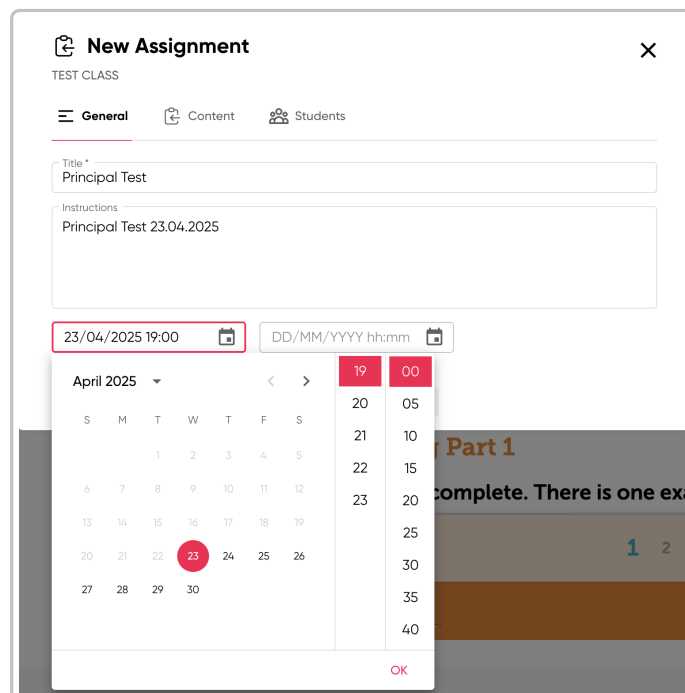 New Assignment
TEST CLASS
General Content Students
Title *
Principal Test
Instructions
Principal Test 23.04.2025
23/04/2025 19:00 DD/MM/YYYY hh:mm
April 2025
S M T W T F S
1 2 3 4 5
6 7 8 9 10 11 12
13 14 15 16 17 18 19
20 21 22 23 24 25 26
27 28 29 30
19 00
20 05
21 10
22 15
23 20
25
30
35
40
OK
Part 1
complete. There is one
1 2